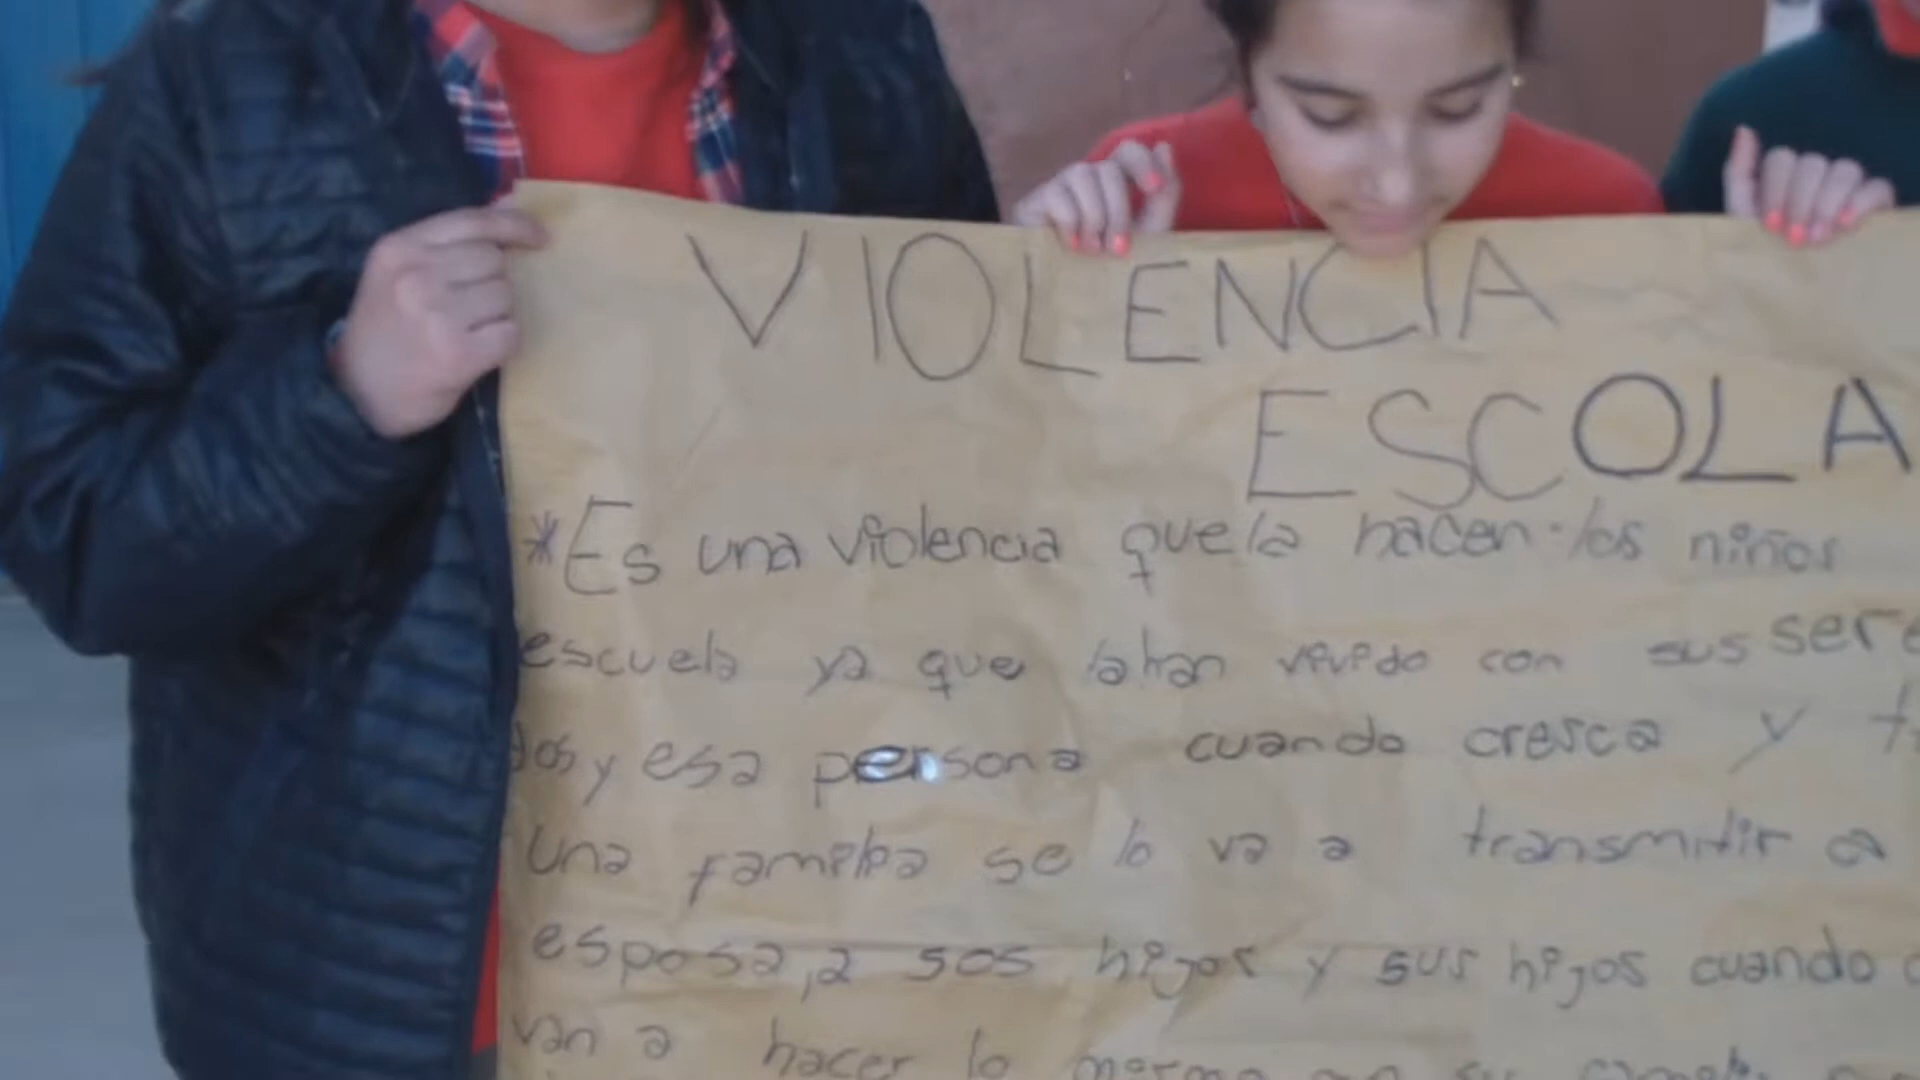 VIOLENCIA
ESCOLA
*Es una violencia que la hacen los niños
escuela ya que la han vivido con sus sere
dos y esa persona cuando cresca y t
una familia se lo va a transmitir a
esposa, a sos hijos y sus hijos cuando c
van a hacer lo mismo